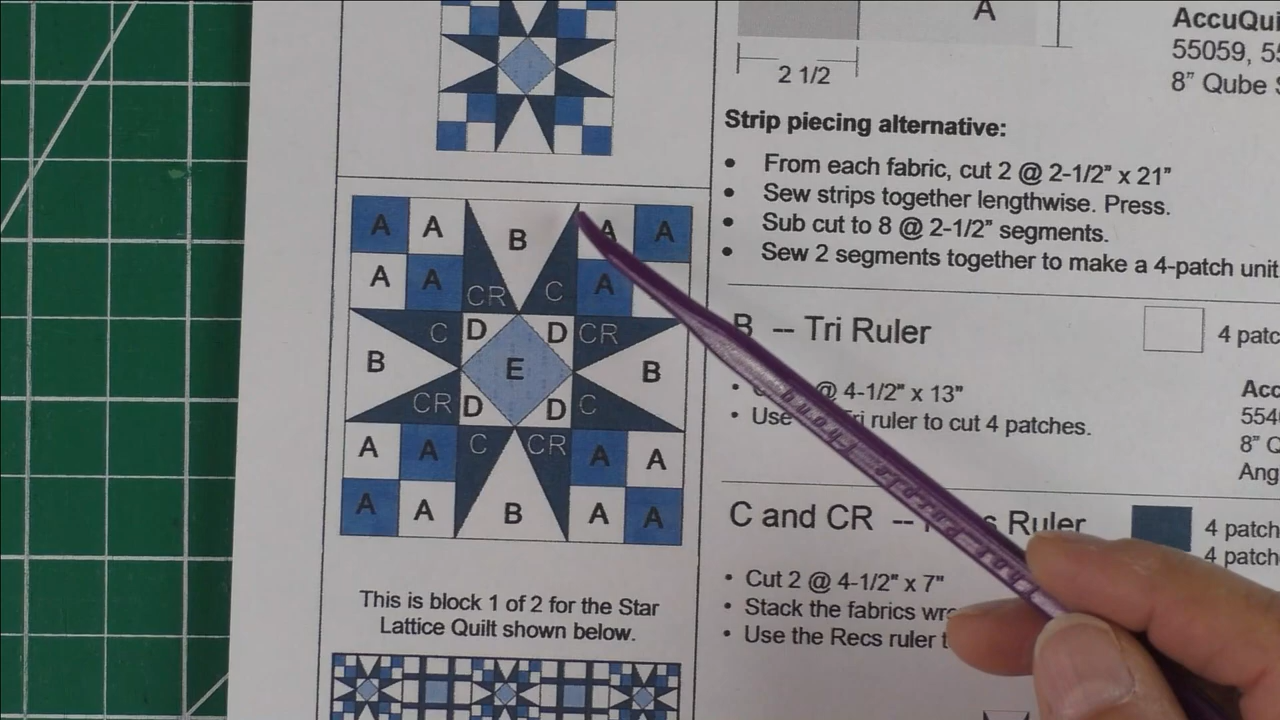 A
2 1/2
AccuQui
55059, 55
8” Qube S
Strip piecing alternative:
• From each fabric, cut 2 @ 2-1/2” x 21”
• Sew strips together lengthwise. Press.
• Sub cut to 8 @ 2-1/2” segments.
• Sew 2 segments together to make a 4-patch unit
A A B A A
A A CR C A
C D D CR
B E B
CR D D C
A A C CR A A
A A B A A
This is block 1 of 2 for the Star
Lattice Quilt shown below.
B -- Tri Ruler
4 patc
• @ 4-1/2” x 13”
• Use Tri ruler to cut 4 patches.
Acc
554
8” Q
Ang
C and CR -- Ruler
4 patch
4 patch
• Cut 2 @ 4-1/2” x 7”
• Stack the fabrics wro
• Use the Recs ruler t